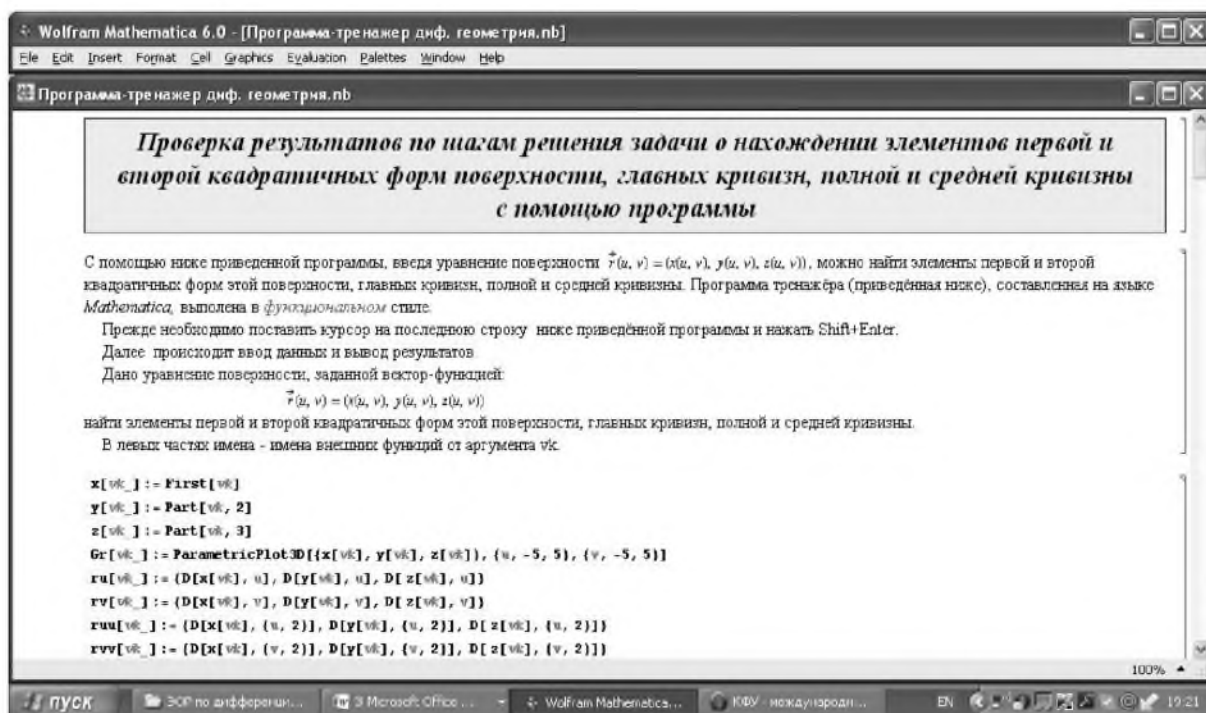 Wolfram Mathematica 6.0 - [Программа-тренажер диф. геометрия.nb]
File Edit Insert Format Cell Graphics Evaluation Palettes Window Help
Программа-тренажер диф. геометрия.nb
Проверка результатов по шагам решения задачи о нахождении элементов первой и
второй квадратичных форм поверхности, главных кривизн, полной и средней кривизны
с помощью программы
С помощью ниже приведенной программы, введя уравнение поверхности r⃗(u, v) = (x(u, v), y(u, v), z(u, v)), можно найти элементы первой и второй
квадратичных форм этой поверхности, главных кривизн, полной и средней кривизны. Программа тренажёра (приведённая ниже), составленная на языке
Mathematica, выполена в функциональном стиле.
Прежде необходимо поставить курсор на последнюю строку ниже приведённой программы и нажать Shift+Enter.
Далее происходит ввод данных и вывод результатов
Дано уравнение поверхности, заданной вектор-функцией:
r⃗(u, v) = (x(u, v), y(u, v), z(u, v))
найти элементы первой и второй квадратичных форм этой поверхности, главных кривизн, полной и средней кривизны.
В левых частях имена - имена внешних функций от аргумента vk.
x[vk_] := First[vk]
y[vk_] := Part[vk, 2]
z[vk_] := Part[vk, 3]
Gr[vk_] := ParametricPlot3D[{x[vk], y[vk], z[vk]}, {u, -5, 5}, {v, -5, 5}]
ru[vk_] := {D[x[vk], u], D[y[vk], u], D[ z[vk], u]}
rv[vk_] := {D[x[vk], v], D[y[vk], v], D[ z[vk], v]}
ruu[vk_] := {D[x[vk], {u, 2}], D[y[vk], {u, 2}], D[ z[vk], {u, 2}]}
rvv[vk_] := {D[x[vk], {v, 2}], D[y[vk], {v, 2}], D[ z[vk], {v, 2}]}
100%
пуск ЭОР по дифференци... 3 Microsoft Office ... Wolfram Mathematica... КФУ - международн... EN 19:21